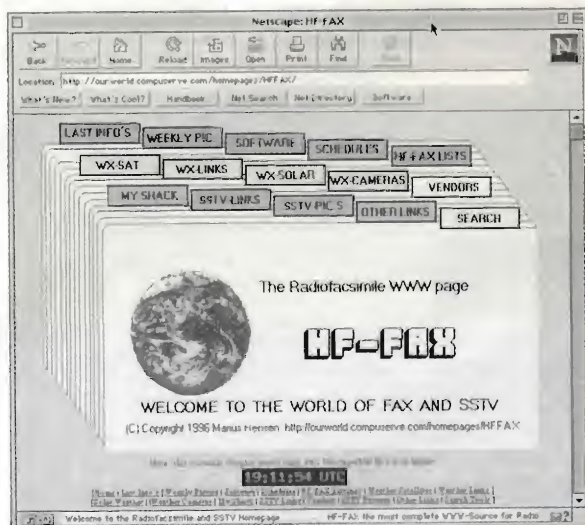 Netscape: HF-FAX
Back Home Reload Images Open Print Find
Location: http://ourworld.compuserve.com/homepages/HFFAX/
What's New? What's Cool? Handbook Net Search Net Directory Software
LAST INFO'S WEEKLY PIC SOFTWARE SCHEDULES HF-FAX LISTS
WX-SAT WX-LINKS WX-SOLAR WX-CAMERAS VENDORS
MY SHACK SSTV-LINKS SSTV-PIC'S OTHER LINKS SEARCH
The Radiofacsimile WWW page
HF-FAX
WELCOME TO THE WORLD OF FAX AND SSTV
(C) Copyright 1996 Marius Rensen http://ourworld.compuserve.com/homepages/HFFAX
19:11:54 UTC
Welcome to the Radiofacsimile and SSTV Homepage HF-FAX the most complete WWW-Source for Radio